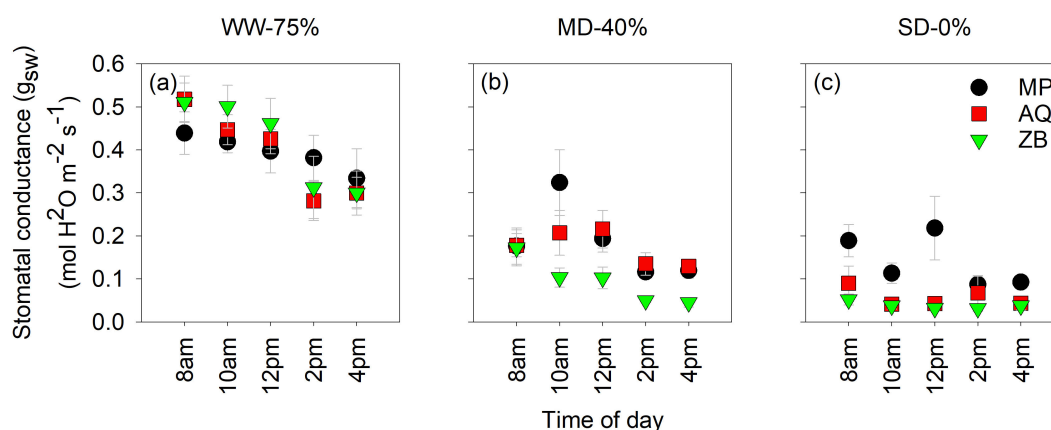 WW-75%
MD-40%
SD-0%
Stomatal conductance (gsw)
(mol H²O m⁻² s⁻¹)
0.6
0.5
0.4
0.3
0.2
0.1
0.0
(a)
(b)
(c)
MP
AQ
ZB
8am
10am
12pm
2pm
4pm
8am
10am
12pm
2pm
4pm
8am
10am
12pm
2pm
4pm
Time of day